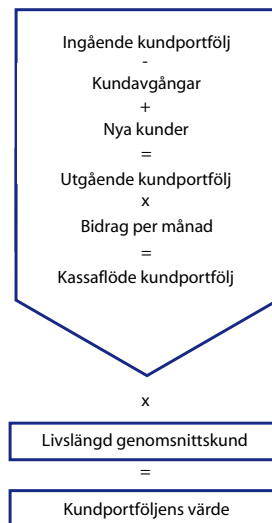 Ingående kundportfölj
-
Kundavgångar
+
Nya kunder
=
Utgående kundportfölj
x
Bidrag per månad
=
Kassaflöde kundportfölj
x
Livslängd genomsnittskund
=
Kundportföljens värde